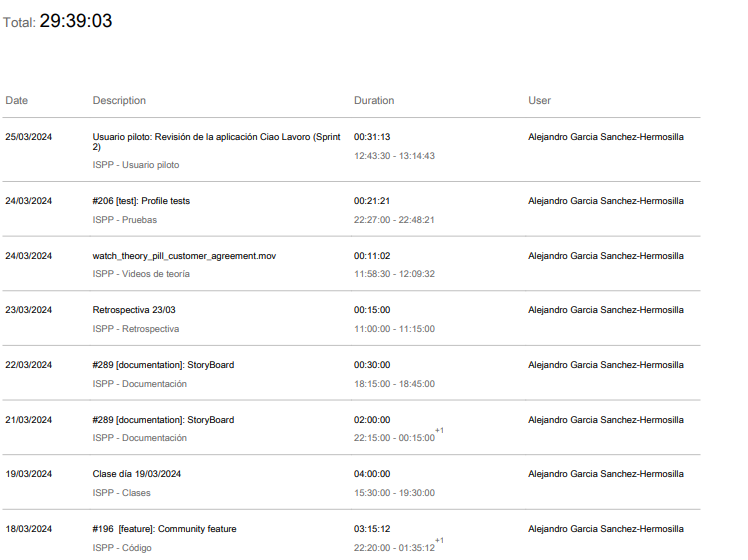 Total: 29:39:03
Date Description Duration User
25/03/2024 Usuario piloto: Revisión de la aplicación Ciao Lavoro (Sprint 00:31:13 Alejandro Garcia Sanchez-Hermosilla
2)
12:43:30 - 13:14:43
ISPP - Usuario piloto
24/03/2024 #206 [test]: Profile tests 00:21:21 Alejandro Garcia Sanchez-Hermosilla
ISPP - Pruebas 22:27:00 - 22:48:21
24/03/2024 watch_theory_pill_customer_agreement.mov 00:11:02 Alejandro Garcia Sanchez-Hermosilla
ISPP - Videos de teoría 11:58:30 - 12:09:32
23/03/2024 Retrospectiva 23/03 00:15:00 Alejandro Garcia Sanchez-Hermosilla
ISPP - Retrospectiva 11:00:00 - 11:15:00
22/03/2024 #289 [documentation]: StoryBoard 00:30:00 Alejandro Garcia Sanchez-Hermosilla
ISPP - Documentación 18:15:00 - 18:45:00
21/03/2024 #289 [documentation]: StoryBoard 02:00:00 Alejandro Garcia Sanchez-Hermosilla
ISPP - Documentación 22:15:00 - 00:15:00 +1
19/03/2024 Clase día 19/03/2024 04:00:00 Alejandro Garcia Sanchez-Hermosilla
ISPP - Clases 15:30:00 - 19:30:00
18/03/2024 #196 [feature]: Community feature 03:15:12 Alejandro Garcia Sanchez-Hermosilla
ISPP - Código 22:20:00 - 01:35:12 +1